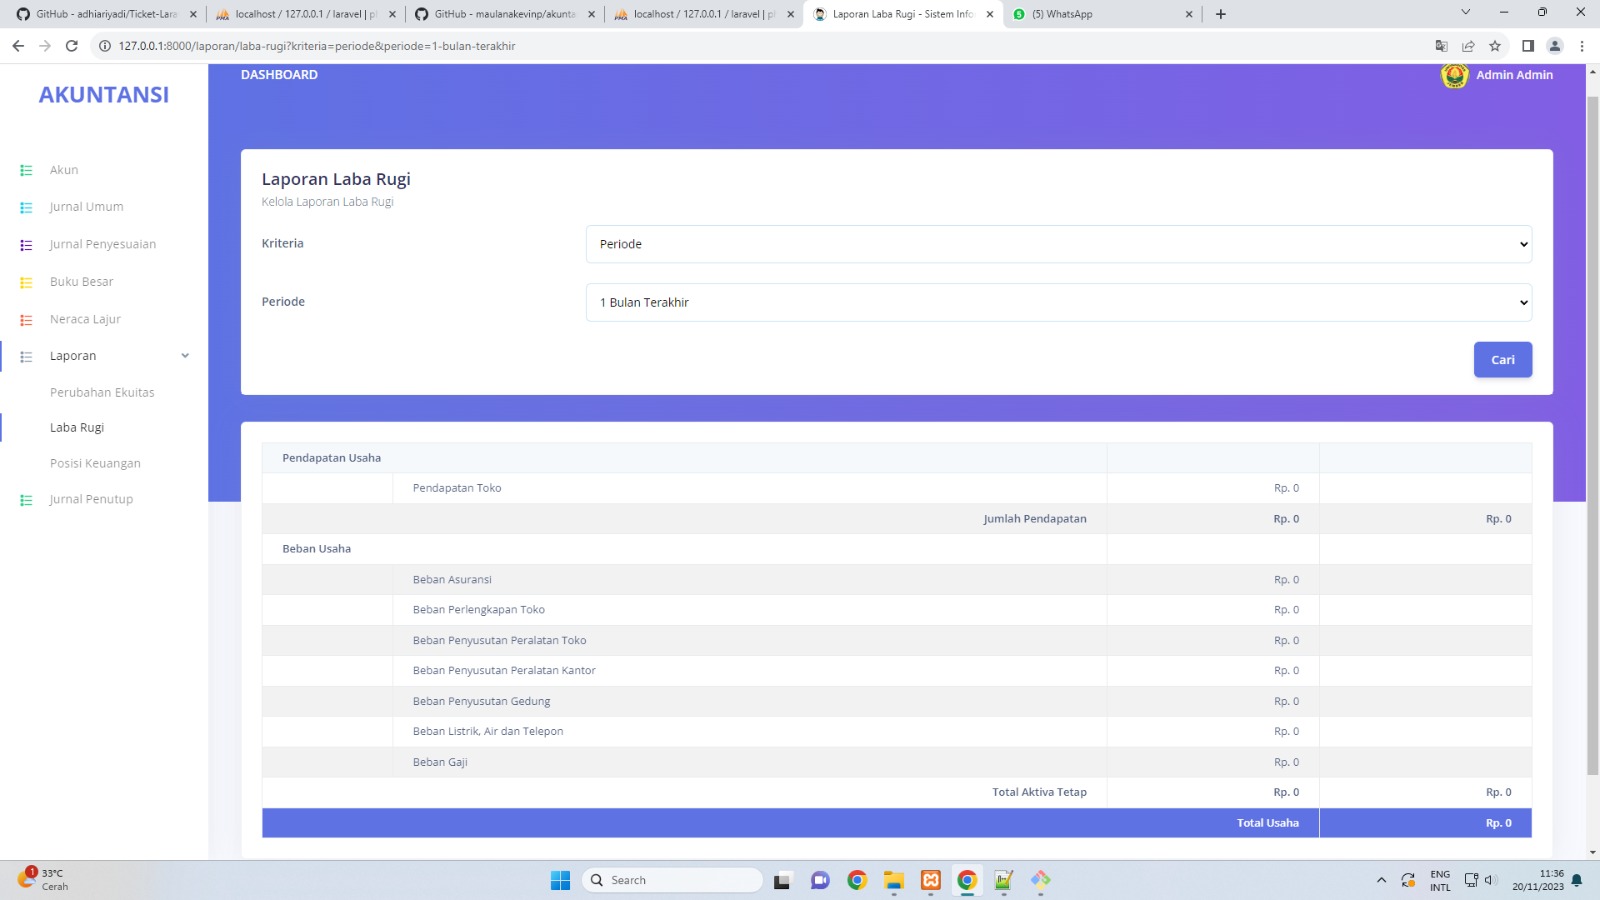 GitHub - adhiariyadi/Ticket-Lara
localhost / 127.0.0.1 / laravel | p
GitHub - maulanakevinp/akunta
localhost / 127.0.0.1 / laravel | p
Laporan Laba Rugi - Sistem Info
(5) WhatsApp
127.0.0.1:8000/laporan/laba-rugi?kriteria=periode&periode=1-bulan-terakhir
AKUNTANSI
DASHBOARD
Admin Admin
Akun
Jurnal Umum
Jurnal Penyesuaian
Buku Besar
Neraca Lajur
Laporan
Perubahan Ekuitas
Laba Rugi
Posisi Keuangan
Jurnal Penutup
Laporan Laba Rugi
Kelola Laporan Laba Rugi
Kriteria
Periode
Periode
1 Bulan Terakhir
Cari
Pendapatan Usaha
Pendapatan Toko Rp. 0
Jumlah Pendapatan Rp. 0 Rp. 0
Beban Usaha
Beban Asuransi Rp. 0
Beban Perlengkapan Toko Rp. 0
Beban Penyusutan Peralatan Toko Rp. 0
Beban Penyusutan Peralatan Kantor Rp. 0
Beban Penyusutan Gedung Rp. 0
Beban Listrik, Air dan Telepon Rp. 0
Beban Gaji Rp. 0
Total Aktiva Tetap Rp. 0 Rp. 0
Total Usaha Rp. 0
1
33°C
Cerah
Search
ENG
INTL
11:36
20/11/2023